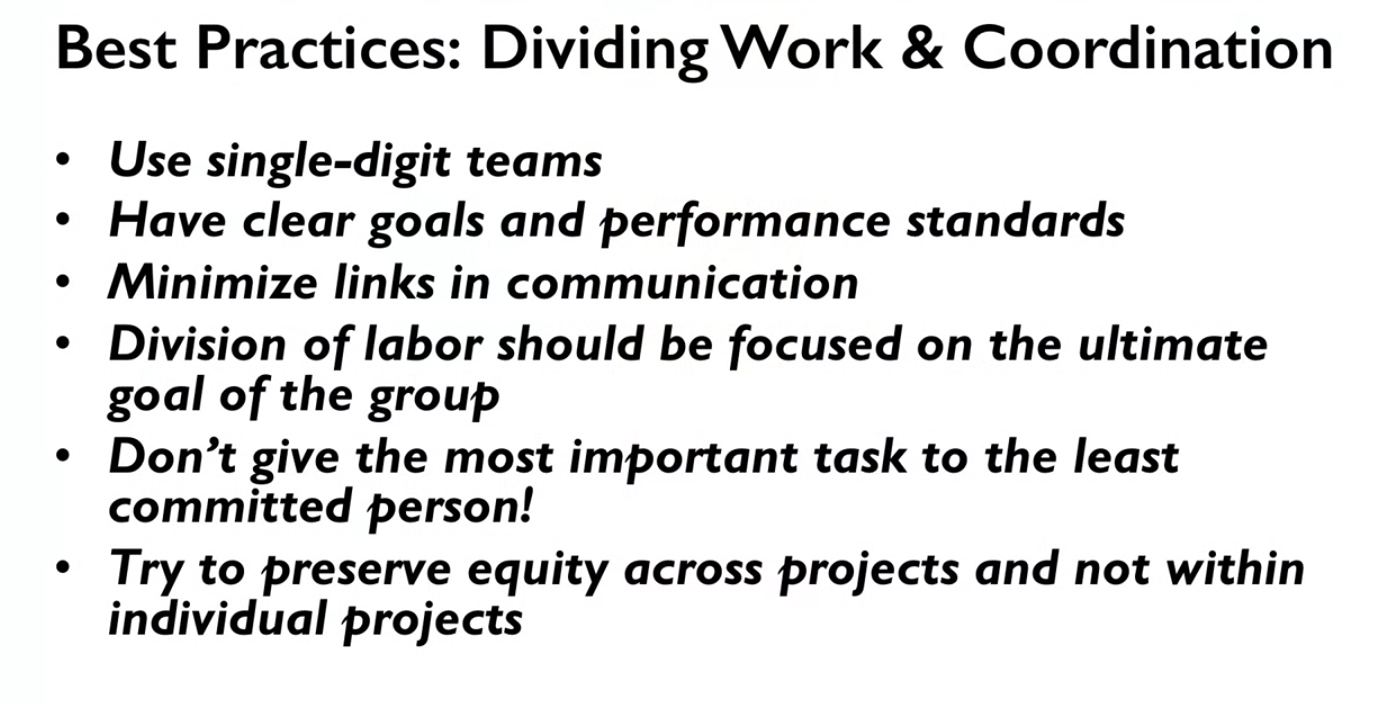 Best Practices: Dividing Work & Coordination
• Use single-digit teams
• Have clear goals and performance standards
• Minimize links in communication
• Division of labor should be focused on the ultimate
goal of the group
• Don’t give the most important task to the least
committed person!
• Try to preserve equity across projects and not within
individual projects